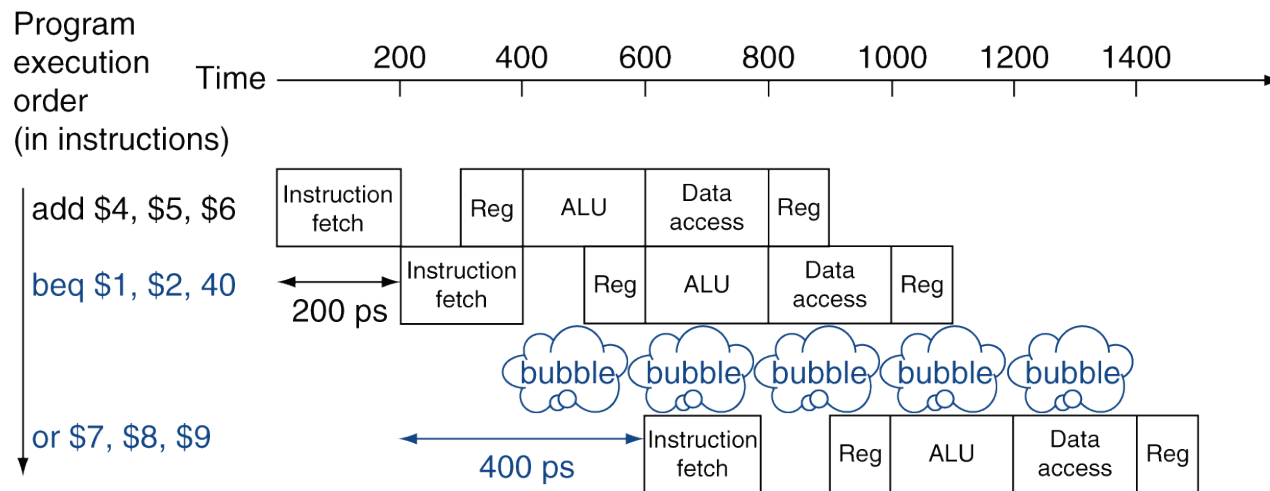 Program
execution
order
(in instructions)
Time
200 400 600 800 1000 1200 1400
add $4, $5, $6
Instruction
fetch
Reg
ALU
Data
access
Reg
beq $1, $2, 40
200 ps
Instruction
fetch
Reg
ALU
Data
access
Reg
bubble bubble bubble bubble bubble
or $7, $8, $9
400 ps
Instruction
fetch
Reg
ALU
Data
access
Reg